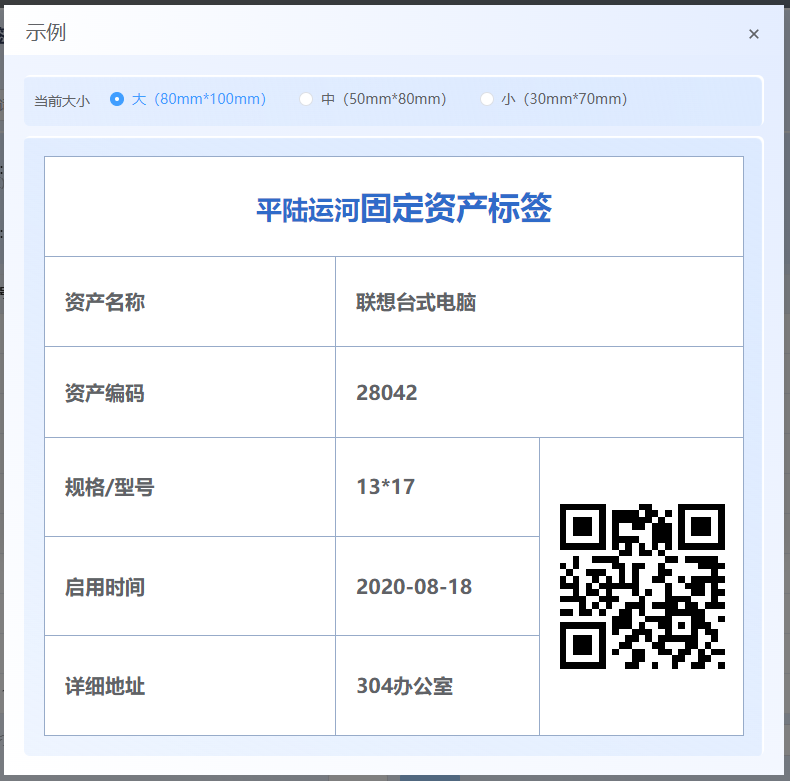 示例
当前大小 大（80mm*100mm） 中（50mm*80mm） 小（30mm*70mm）
平陆运河固定资产标签
资产名称 联想台式电脑
资产编码 28042
规格/型号 13*17
启用时间 2020-08-18
详细地址 304办公室